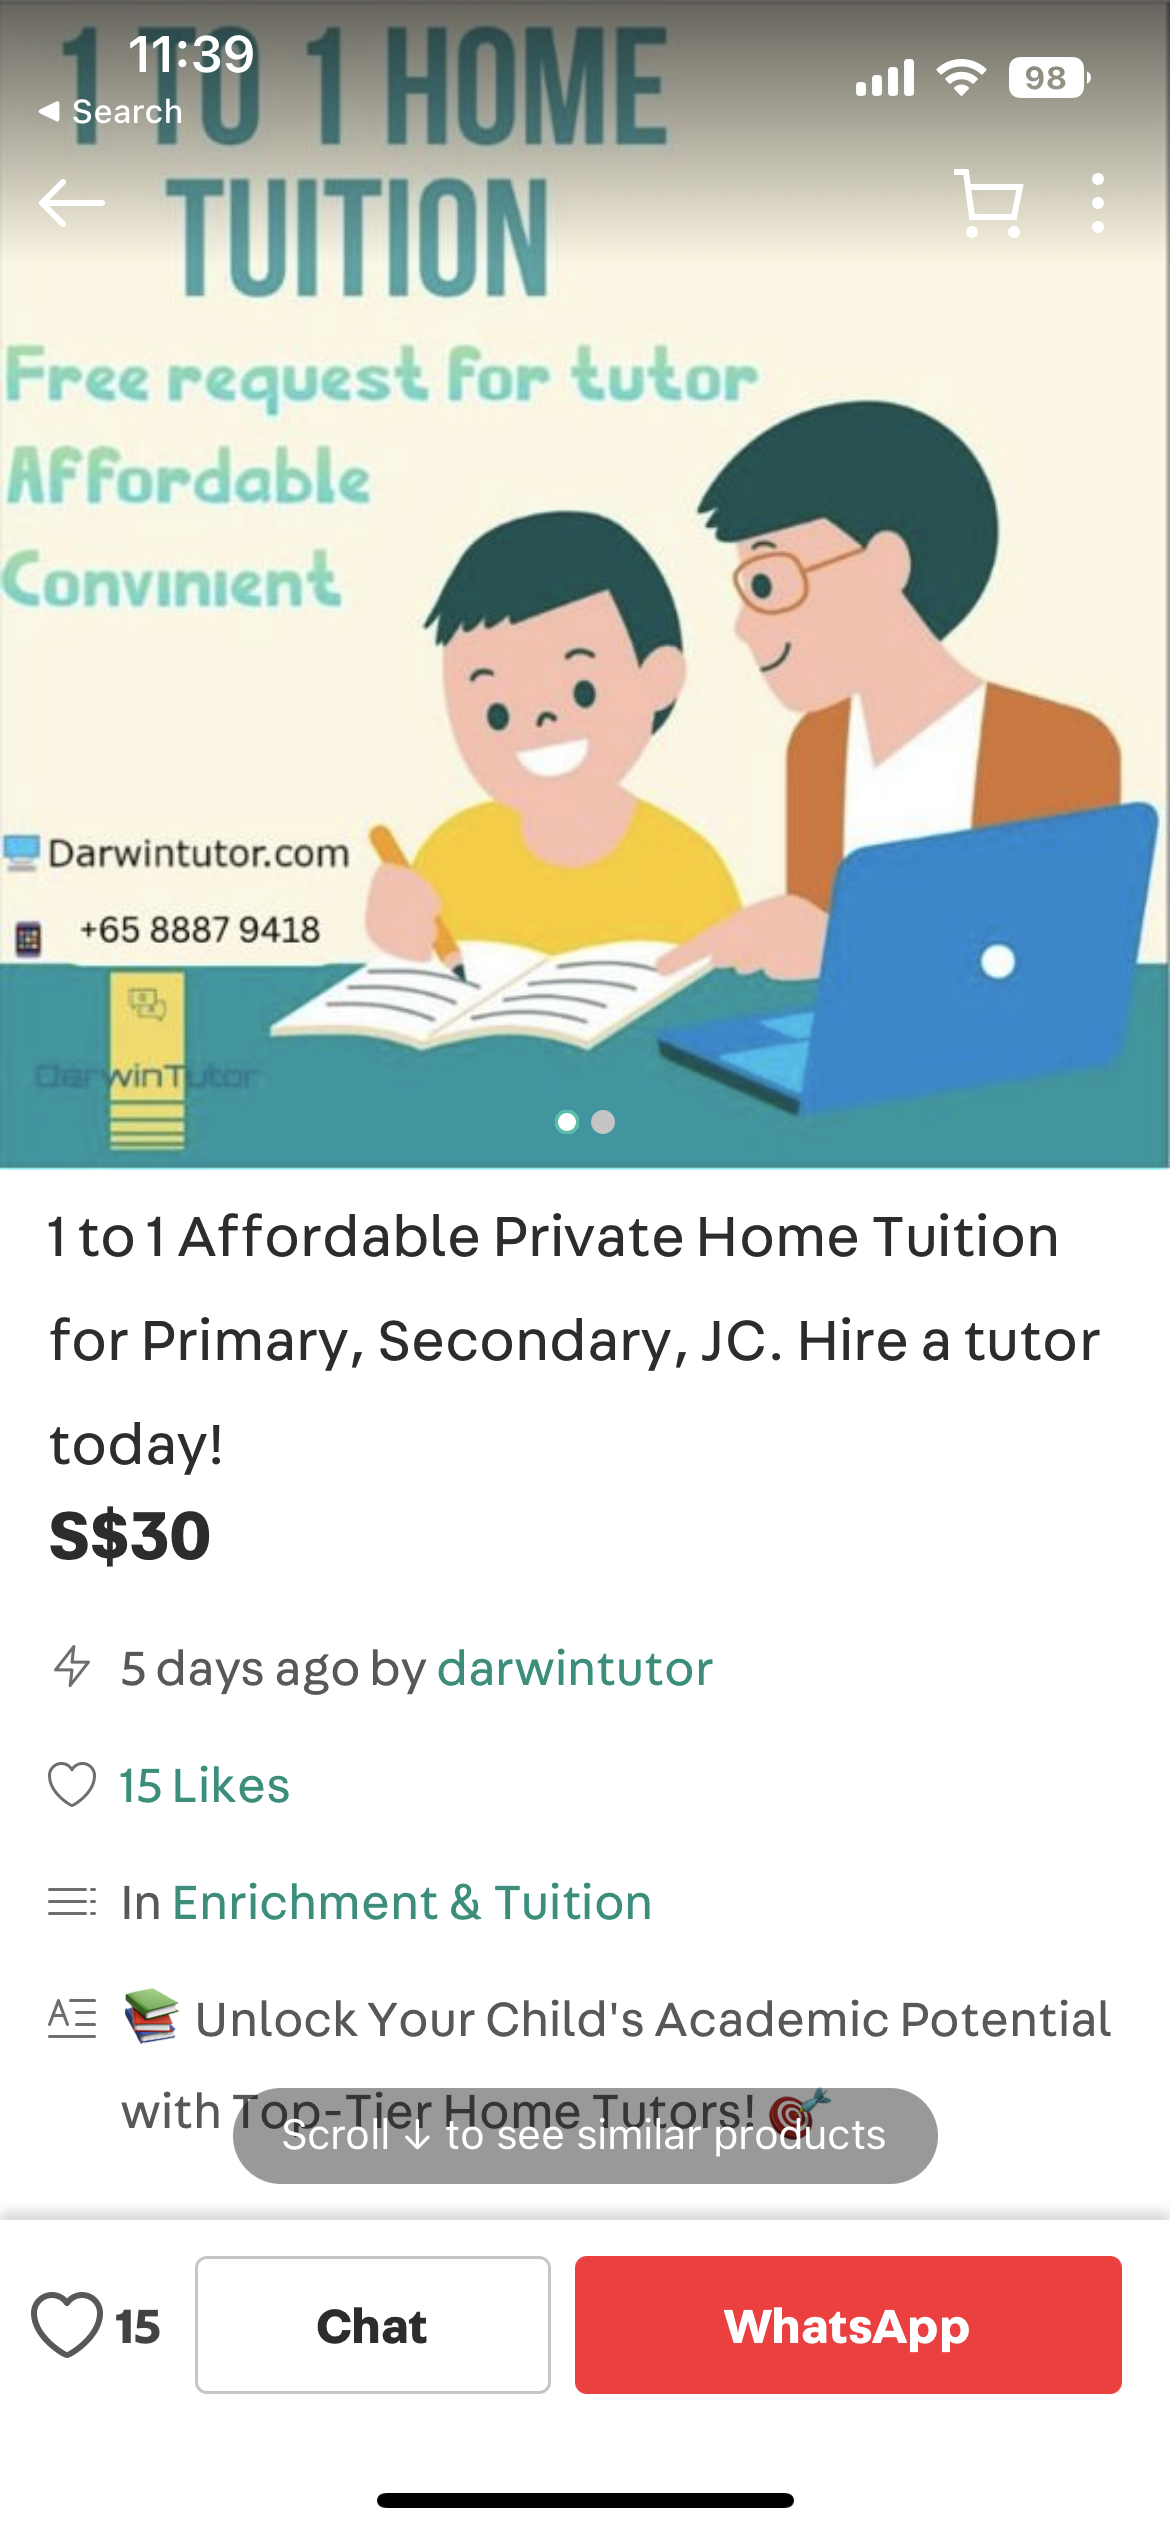 11:39
98
◀ Search
1 TO 1 HOME
TUITION
Free request for tutor
Affordable
Convinient
Darwintutor.com
+65 8887 9418
DarwinTutor
1 to 1 Affordable Private Home Tuition
for Primary, Secondary, JC. Hire a tutor
today!
S$30
5 days ago by darwintutor
15 Likes
In Enrichment & Tuition
📚 Unlock Your Child's Academic Potential
with Top-Tier Home Tutors! 🎯
Scroll ↓ to see similar products
15
Chat
WhatsApp